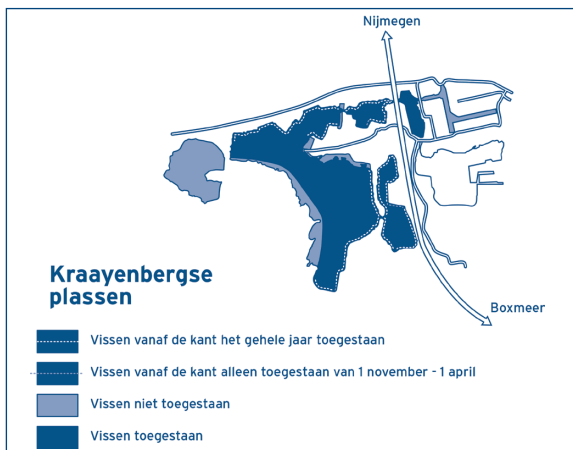 Nijmegen
Kraayenbergse
plassen
Boxmeer
Vissen vanaf de kant het gehele jaar toegestaan
Vissen vanaf de kant alleen toegestaan van 1 november - 1 april
Vissen niet toegestaan
Vissen toegestaan